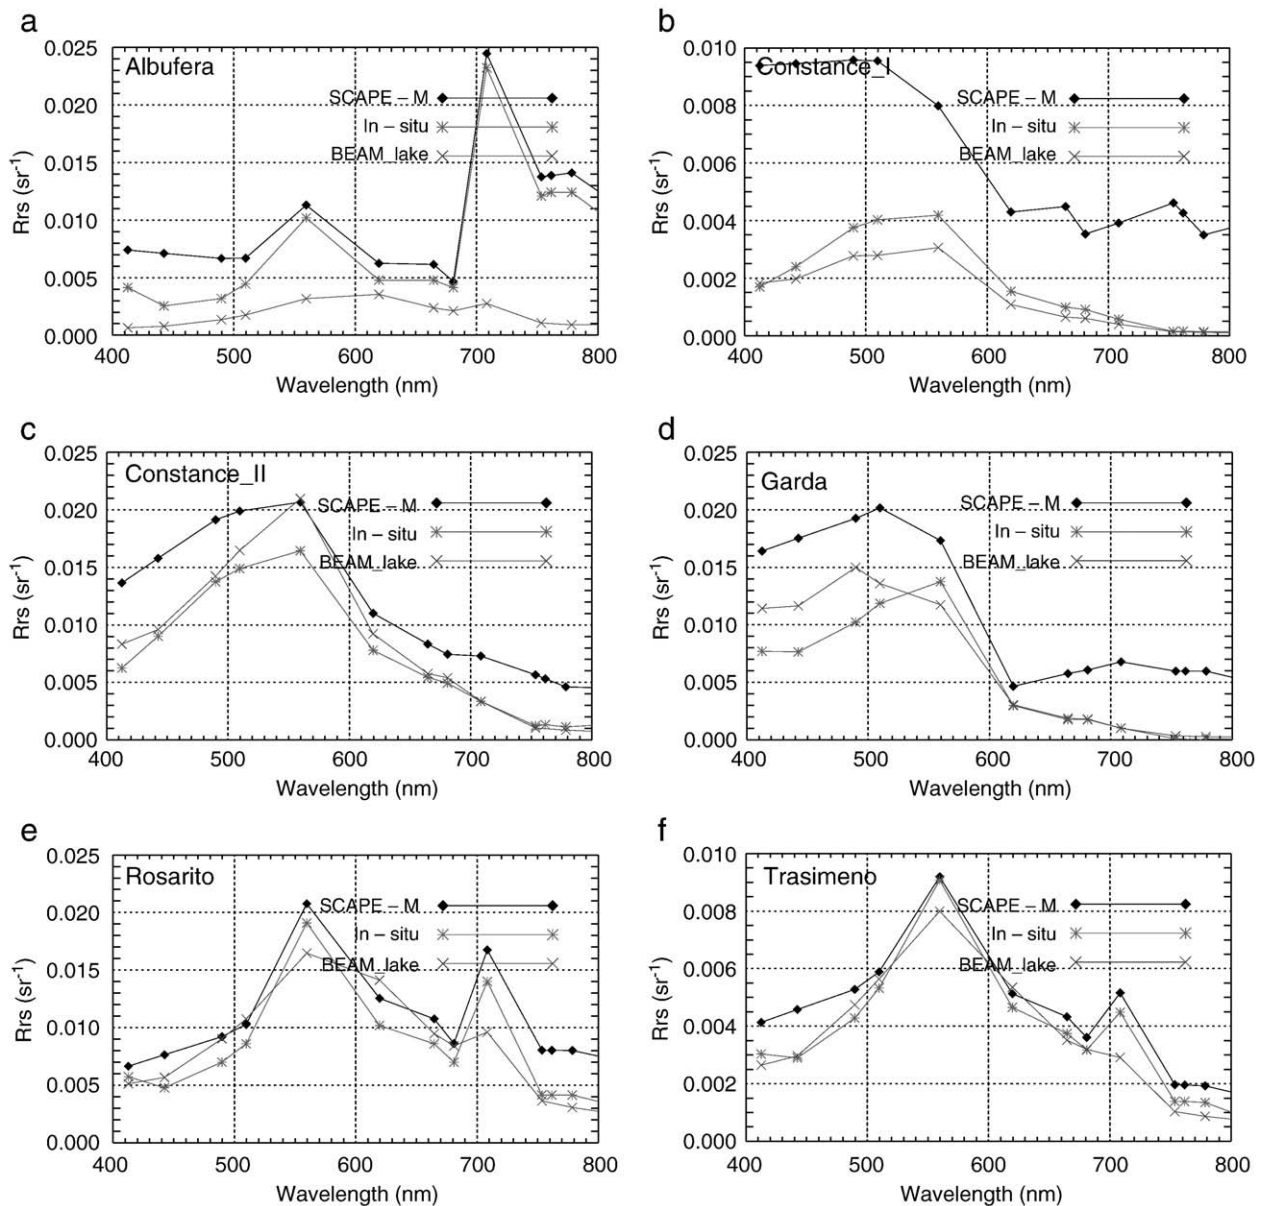 a
Albufera
SCAPE – M
In – situ
BEAM_lake
0.025
0.020
0.015
0.010
0.005
0.000
Rrs (sr-1)
400 500 600 700 800
Wavelength (nm)
b
Constance_I
SCAPE – M
In – situ
BEAM_lake
0.010
0.008
0.006
0.004
0.002
0.000
Rrs (sr-1)
400 500 600 700 800
Wavelength (nm)
c
Constance_II
SCAPE – M
In – situ
BEAM_lake
0.025
0.020
0.015
0.010
0.005
0.000
Rrs (sr-1)
400 500 600 700 800
Wavelength (nm)
d
Garda
SCAPE – M
In – situ
BEAM_lake
0.025
0.020
0.015
0.010
0.005
0.000
Rrs (sr-1)
400 500 600 700 800
Wavelength (nm)
e
Rosarito
SCAPE – M
In – situ
BEAM_lake
0.025
0.020
0.015
0.010
0.005
0.000
Rrs (sr-1)
400 500 600 700 800
Wavelength (nm)
f
Trasimeno
SCAPE – M
In – situ
BEAM_lake
0.010
0.008
0.006
0.004
0.002
0.000
Rrs (sr-1)
400 500 600 700 800
Wavelength (nm)